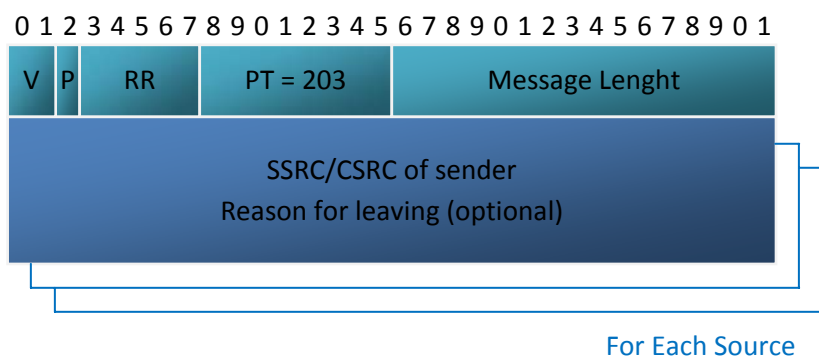 0 1 2 3 4 5 6 7 8 9 0 1 2 3 4 5 6 7 8 9 0 1 2 3 4 5 6 7 8 9 0 1
V P RR PT = 203 Message Lenght
SSRC/CSRC of sender
Reason for leaving (optional)
For Each Source